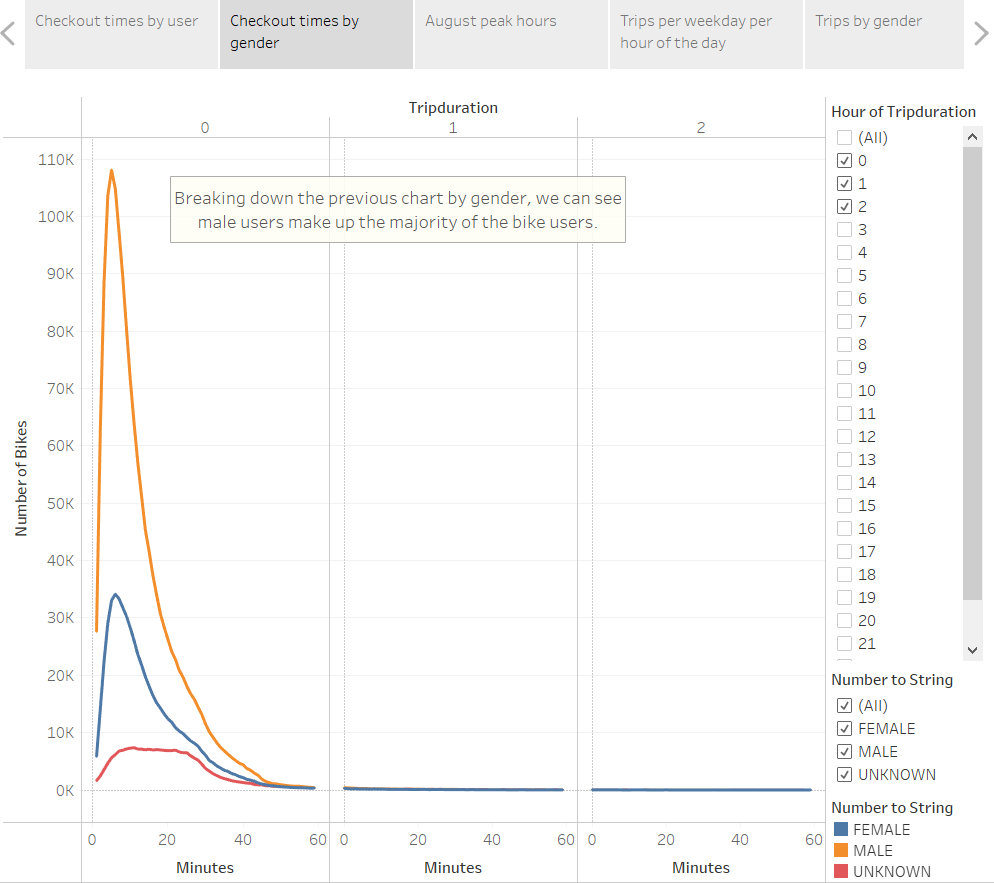 Checkout times by user
Checkout times by
gender
August peak hours
Trips per weekday per
hour of the day
Trips by gender
Tripduration
0
1
2
Breaking down the previous chart by gender, we can see
male users make up the majority of the bike users.
Number of Bikes
110K
100K
90K
80K
70K
60K
50K
40K
30K
20K
10K
0K
0
20
40
60
0
20
40
60
0
20
40
60
Minutes
Minutes
Minutes
Hour of Tripduration
(All)
0
1
2
3
4
5
6
7
8
9
10
11
12
13
14
15
16
17
18
19
20
21
Number to String
(All)
FEMALE
MALE
UNKNOWN
Number to String
FEMALE
MALE
UNKNOWN